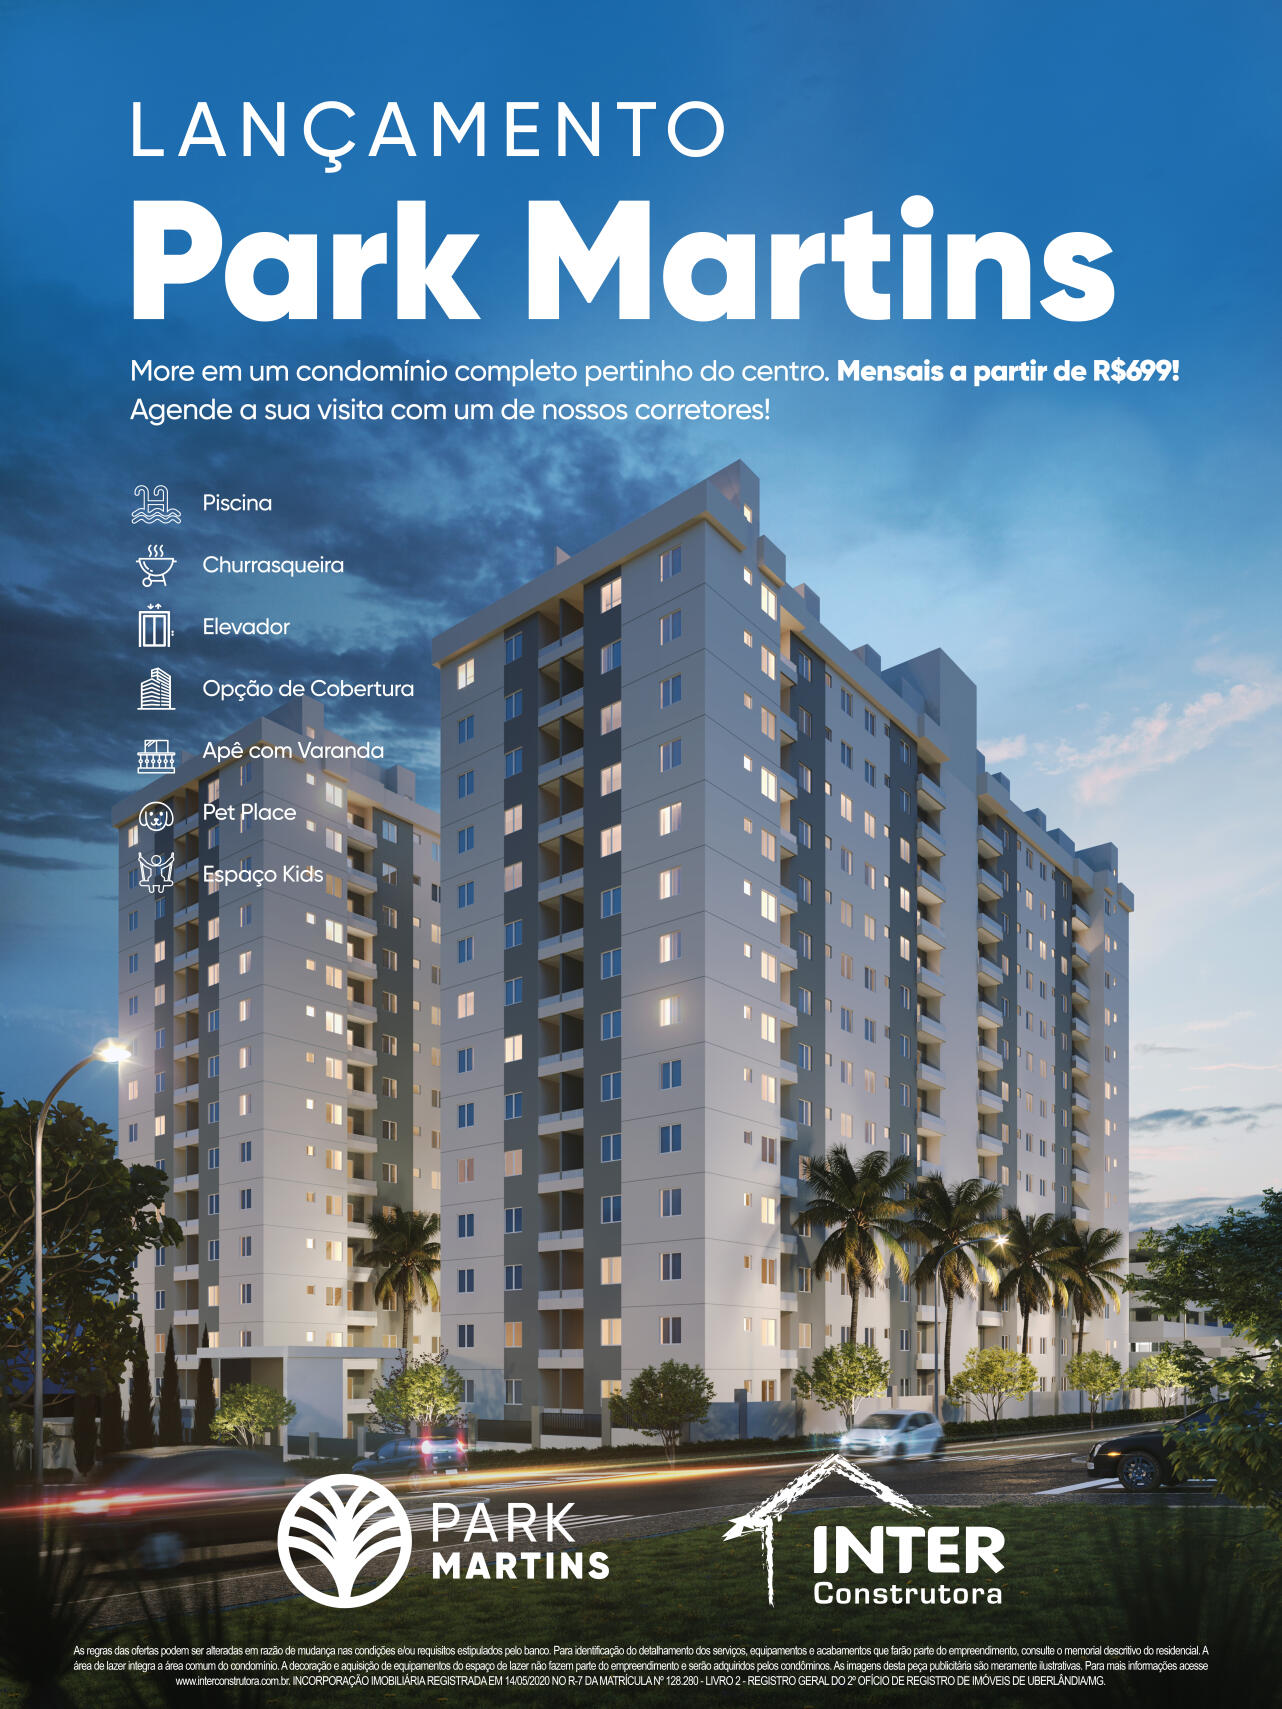 LANÇAMENTO
Park Martins
More em um condomínio completo pertinho do centro. Mensais a partir de R$699!
Agende a sua visita com um de nossos corretores!
Piscina
Churrasqueira
Elevador
Opção de Cobertura
Apê com Varanda
Pet Place
Espaço Kids
PARK
MARTINS
INTER
Construtora
As regras das ofertas podem ser alteradas em razão de mudança nas condições e/ou requisitos estipulados pelo banco. Para identificação do detalhamento dos serviços, equipamentos e acabamentos que farão parte do empreendimento, consulte o memorial descritivo do residencial. A
área de lazer integra a área comum do condomínio. A decoração e aquisição de equipamentos do espaço de lazer não fazem parte do empreendimento e serão adquiridos pelos condôminos. As imagens desta peça publicitária são meramente ilustrativas. Para mais informações acesse
www.interconstrutora.com.br. INCORPORAÇÃO IMOBILIÁRIA REGISTRADA EM 14/05/2020 NO R-7 DA MATRÍCULA Nº 128.280 - LIVRO 2 - REGISTRO GERAL DO 2º OFÍCIO DE REGISTRO DE IMÓVEIS DE UBERLÂNDIA/MG.